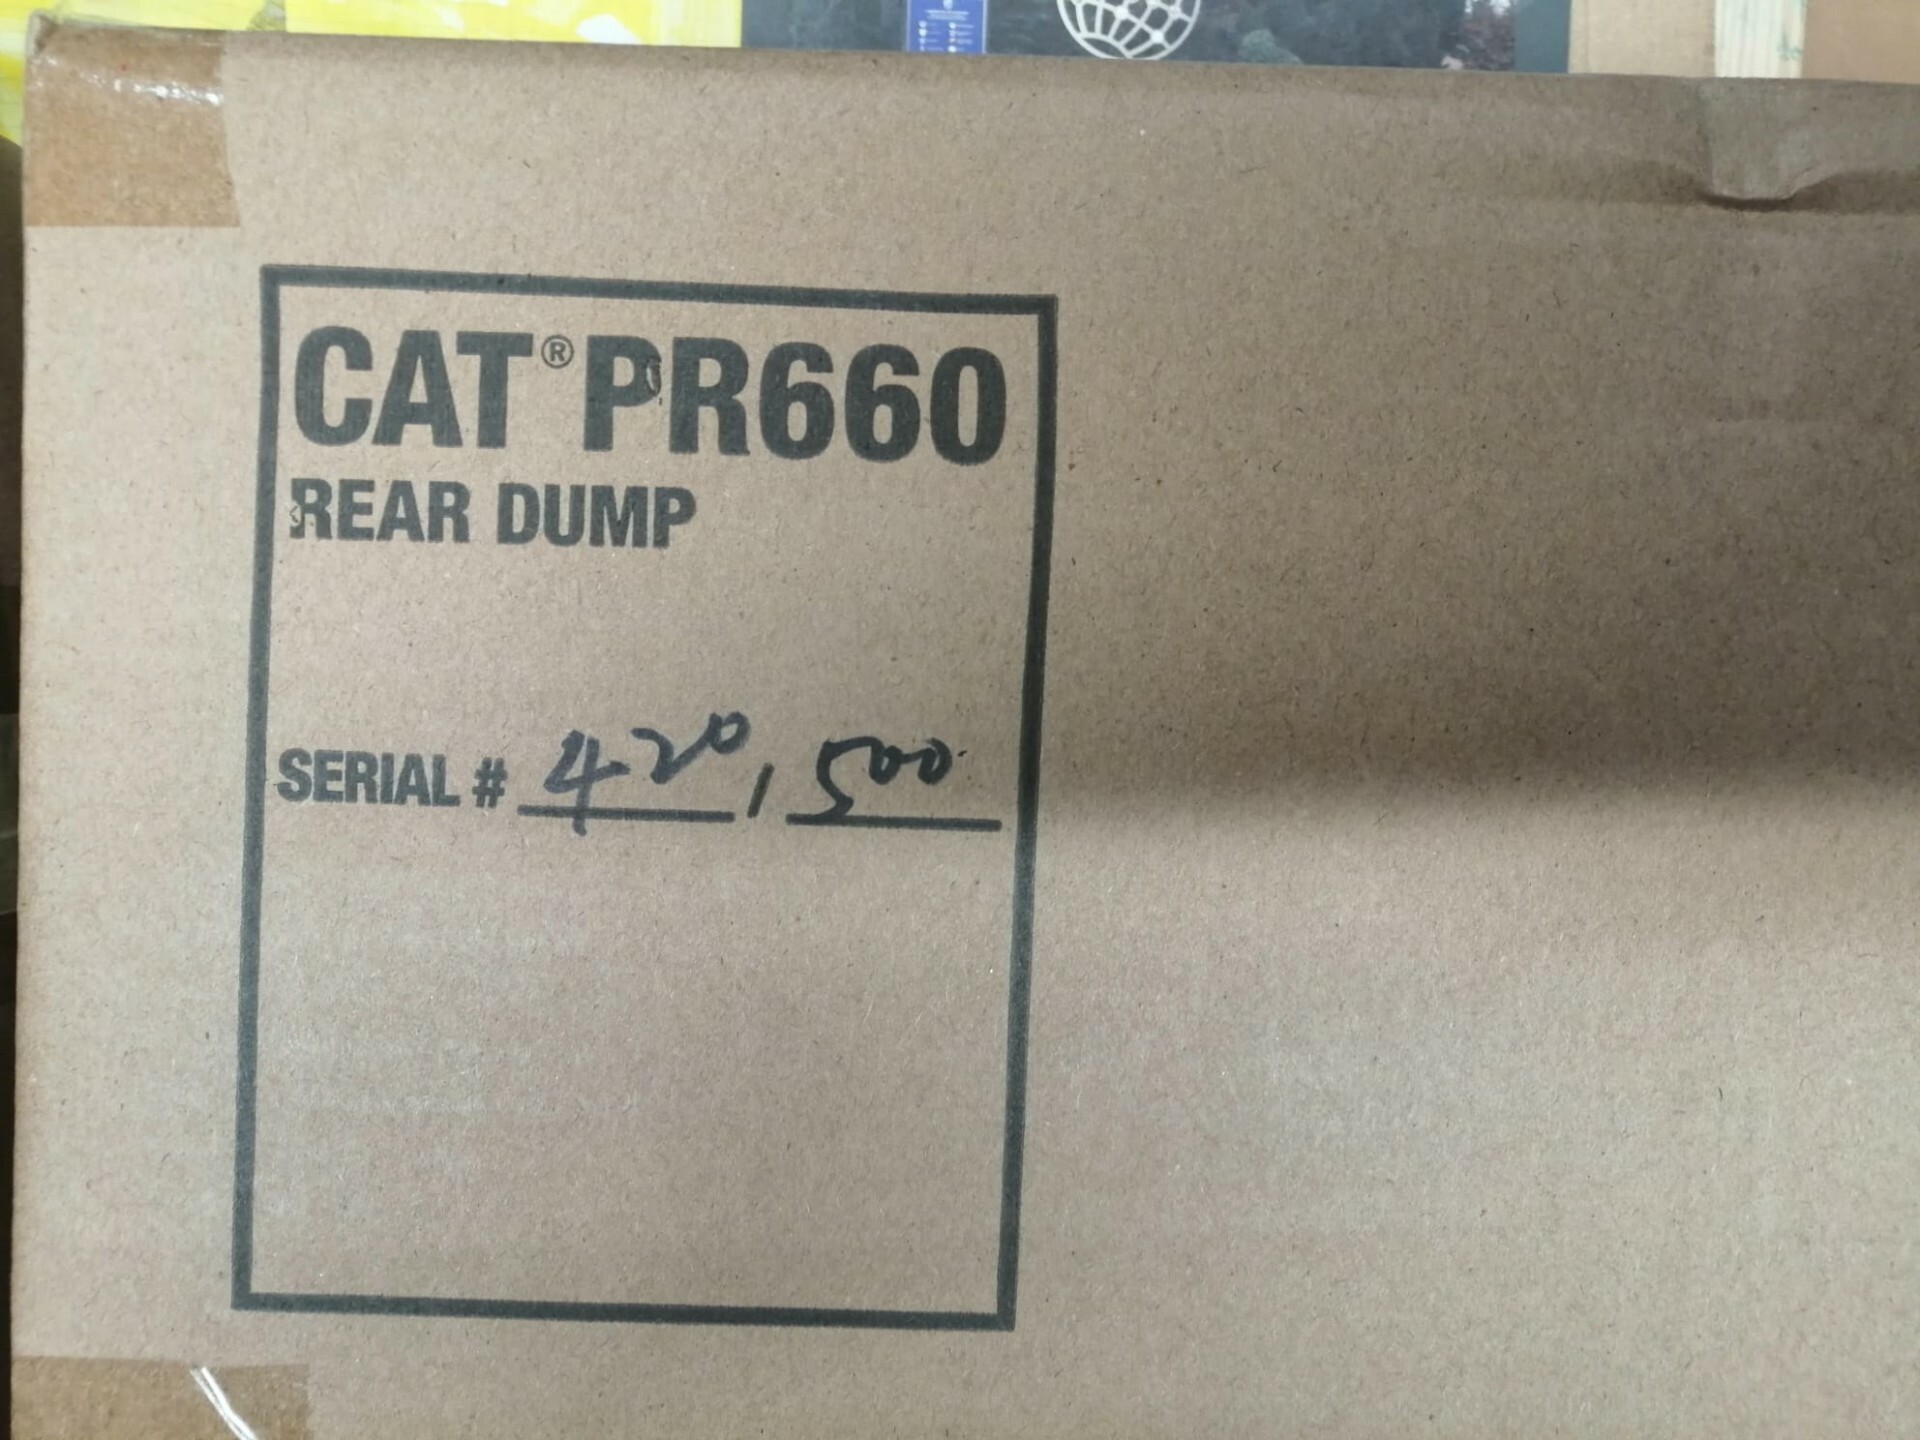 CAT® PR660
REAR DUMP
SERIAL # 420, 500